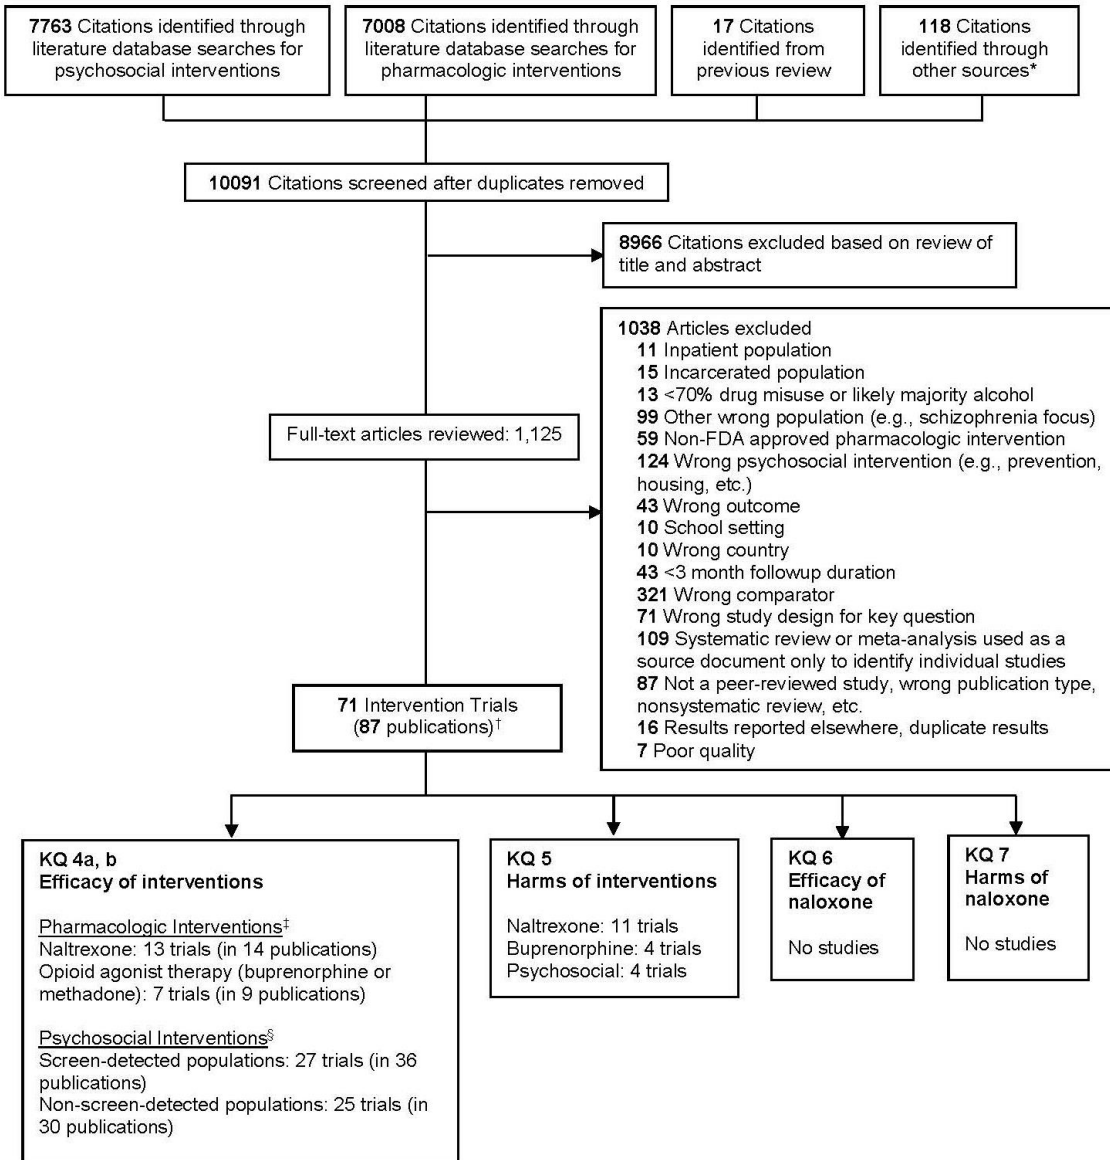 7763 Citations identified through
literature database searches for
psychosocial interventions
7008 Citations identified through
literature database searches for
pharmacologic interventions
17 Citations
identified from
previous review
118 Citations
identified through
other sources*
10091 Citations screened after duplicates removed
8966 Citations excluded based on review of
title and abstract
1038 Articles excluded
11 Inpatient population
15 Incarcerated population
13 <70% drug misuse or likely majority alcohol
99 Other wrong population (e.g., schizophrenia focus)
59 Non-FDA approved pharmacologic intervention
124 Wrong psychosocial intervention (e.g., prevention,
housing, etc.)
43 Wrong outcome
10 School setting
10 Wrong country
43 <3 month followup duration
321 Wrong comparator
71 Wrong study design for key question
109 Systematic review or meta-analysis used as a
source document only to identify individual studies
87 Not a peer-reviewed study, wrong publication type,
nonsystematic review, etc.
16 Results reported elsewhere, duplicate results
7 Poor quality
Full-text articles reviewed: 1,125
71 Intervention Trials
(87 publications)†
KQ 4a, b
Efficacy of interventions
Pharmacologic Interventions‡
Naltrexone: 13 trials (in 14 publications)
Opioid agonist therapy (buprenorphine or
methadone): 7 trials (in 9 publications)
Psychosocial Interventions§
Screen-detected populations: 27 trials (in 36
publications)
Non-screen-detected populations: 25 trials (in
30 publications)
KQ 5
Harms of interventions
Naltrexone: 11 trials
Buprenorphine: 4 trials
Psychosocial: 4 trials
KQ 6
Efficacy of
naloxone
No studies
KQ 7
Harms of
naloxone
No studies